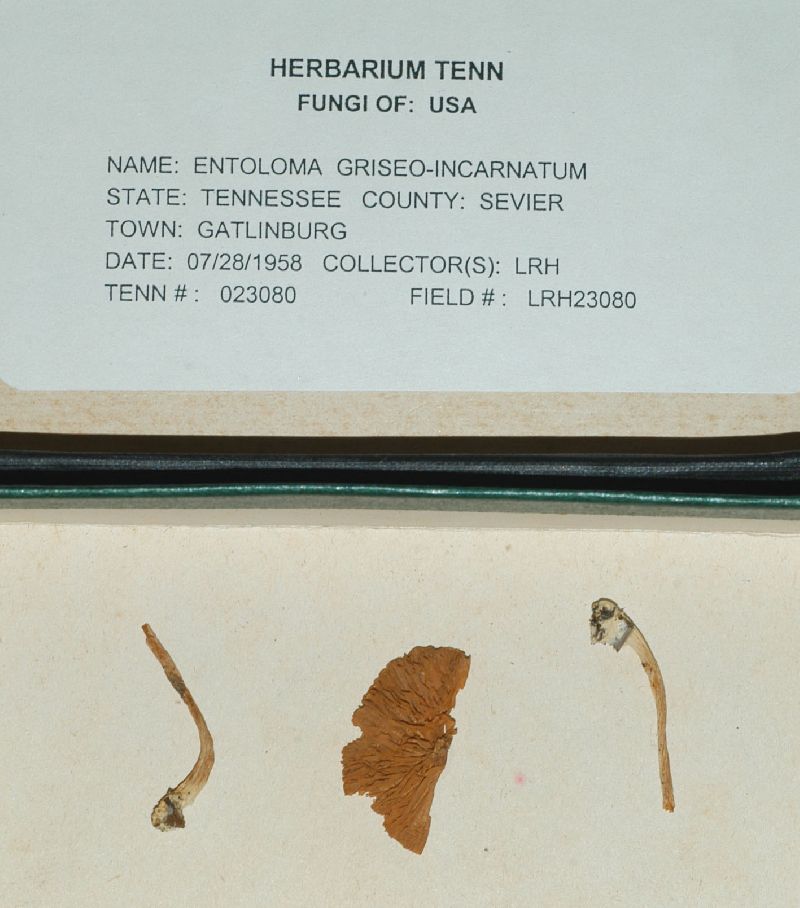 HERBARIUM TENN
FUNGI OF: USA
NAME: ENTOLOMA GRISEO-INCARNATUM
STATE: TENNESSEE COUNTY: SEVIER
TOWN: GATLINBURG
DATE: 07/28/1958 COLLECTOR(S): LRH
TENN # : 023080 FIELD # : LRH23080